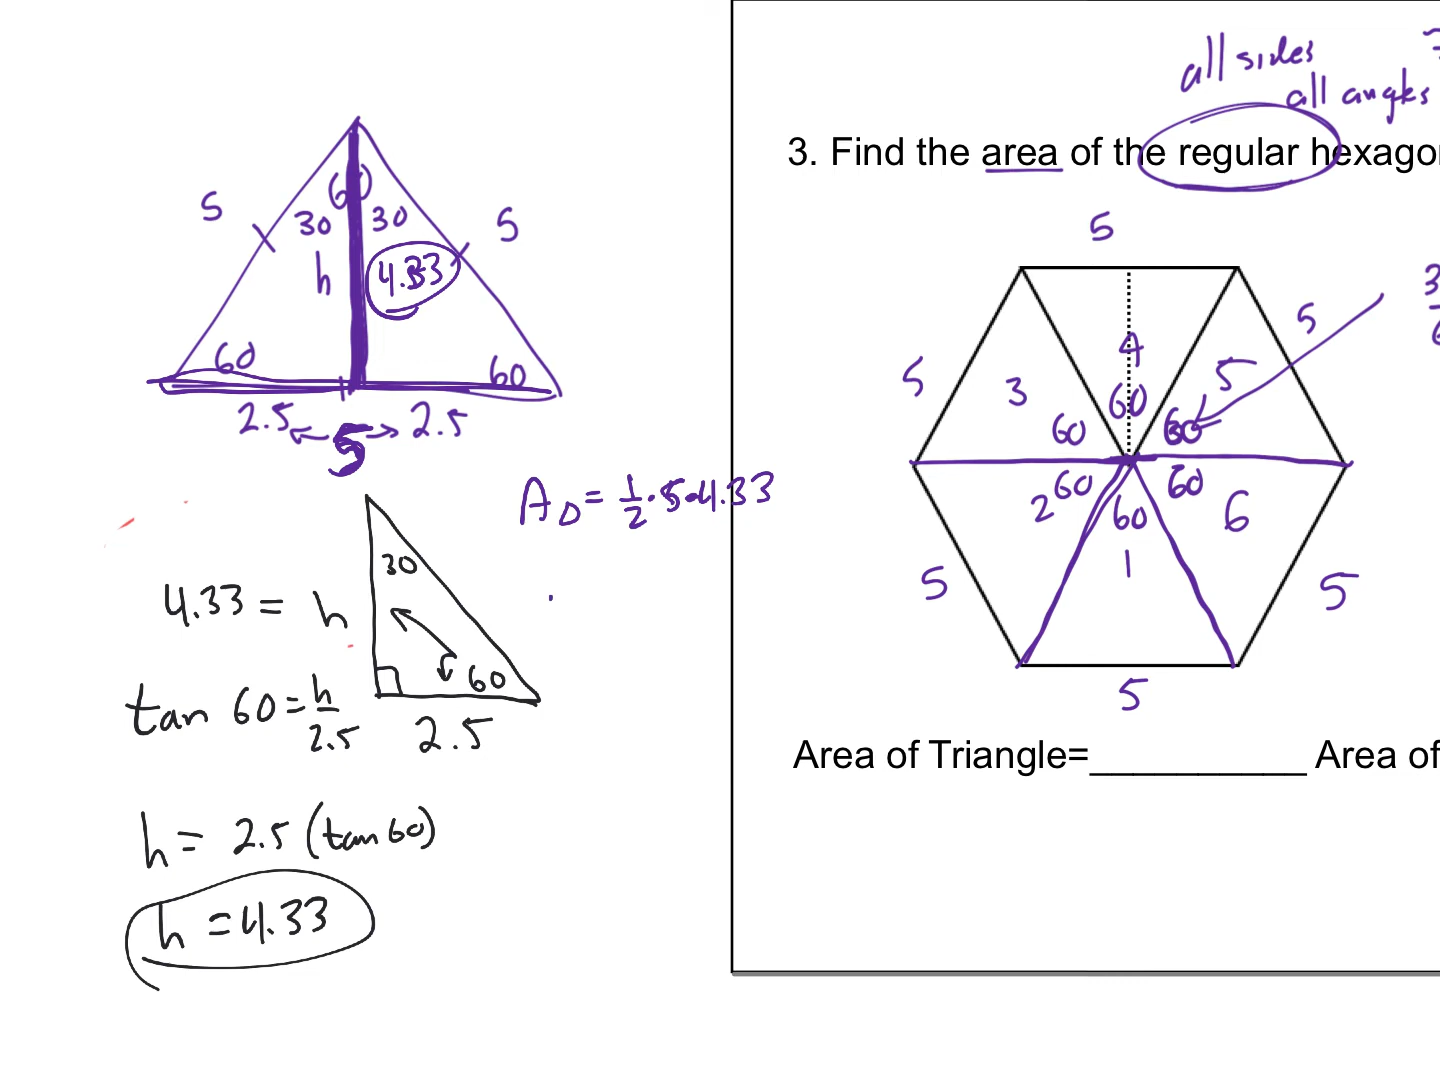 all sides
all angles
3. Find the area of the regular hexago
5
60
30 30
5 5
h 4.33
60 60
2.5 ← 5 → 2.5
A△ = 1/2 · 5 · 4.33
30
4.33 = h
60
tan 60 = h/2.5
2.5
h = 2.5 (tan 60)
h = 4.33
5
5 3 4 5
60 60 60
2 60 60 60 6
5 1 5
5
Area of Triangle=__________ Area of